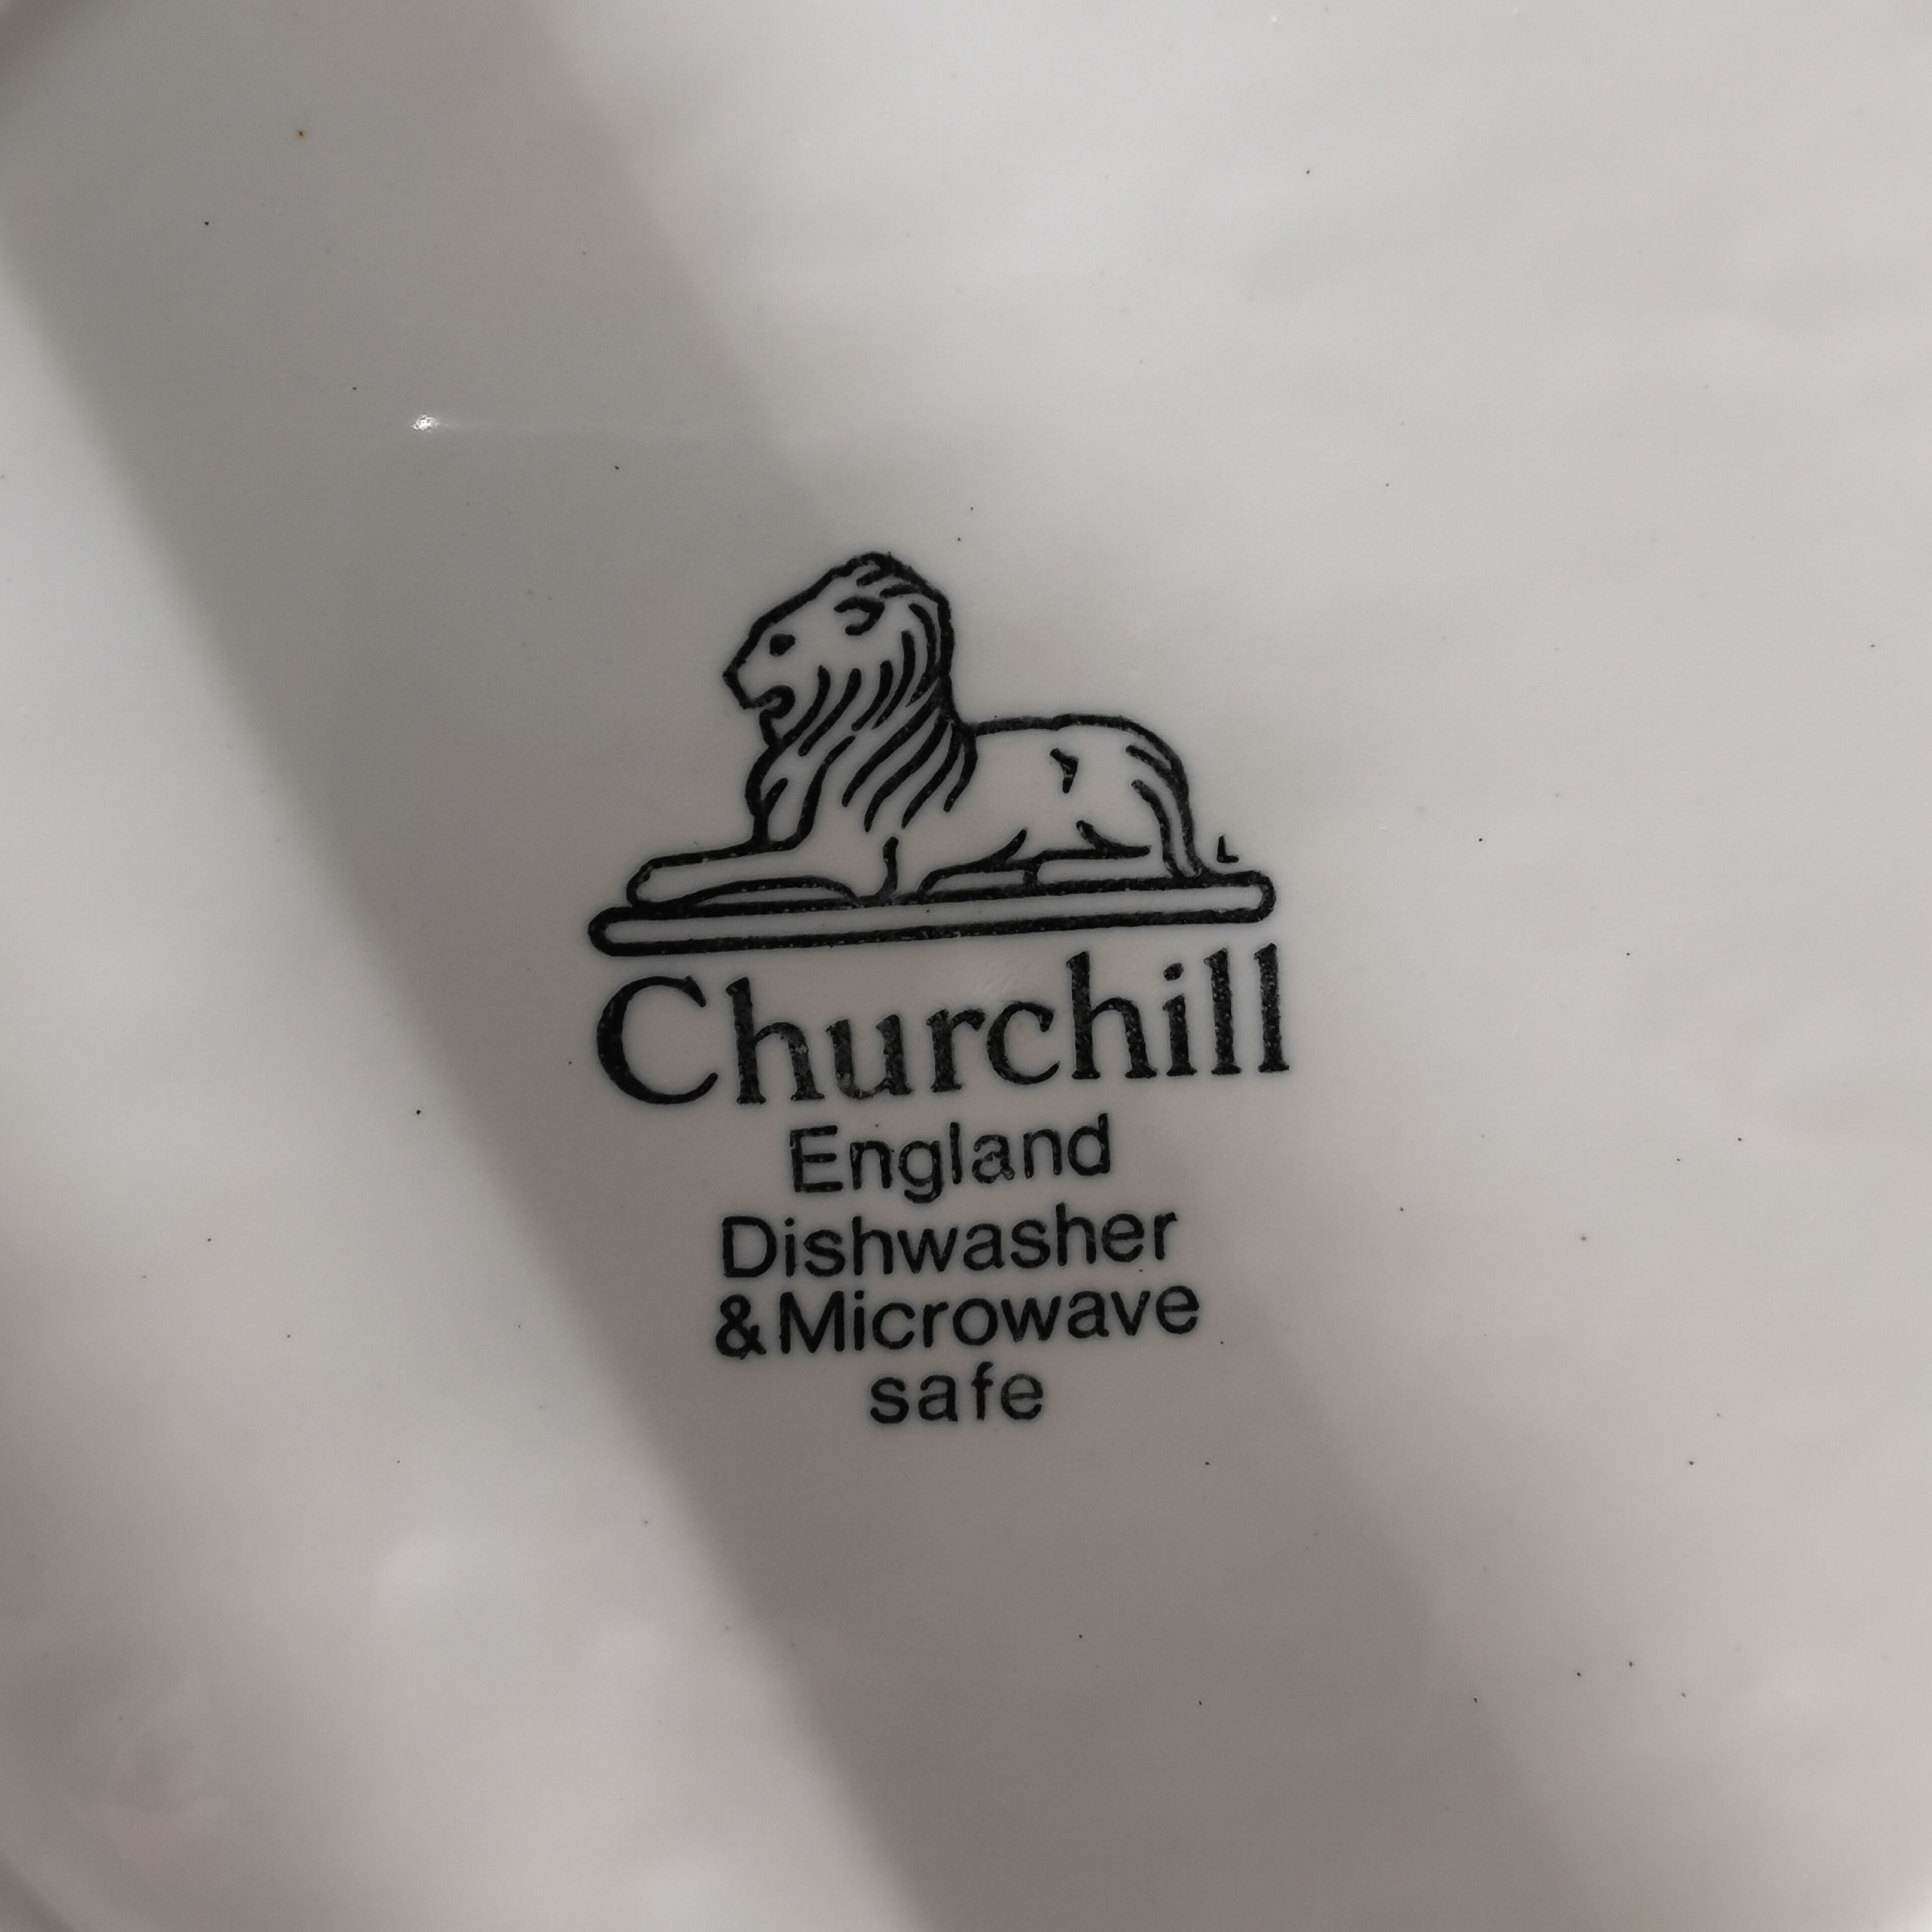 L
Churchill
England
Dishwasher
&Microwave
safe